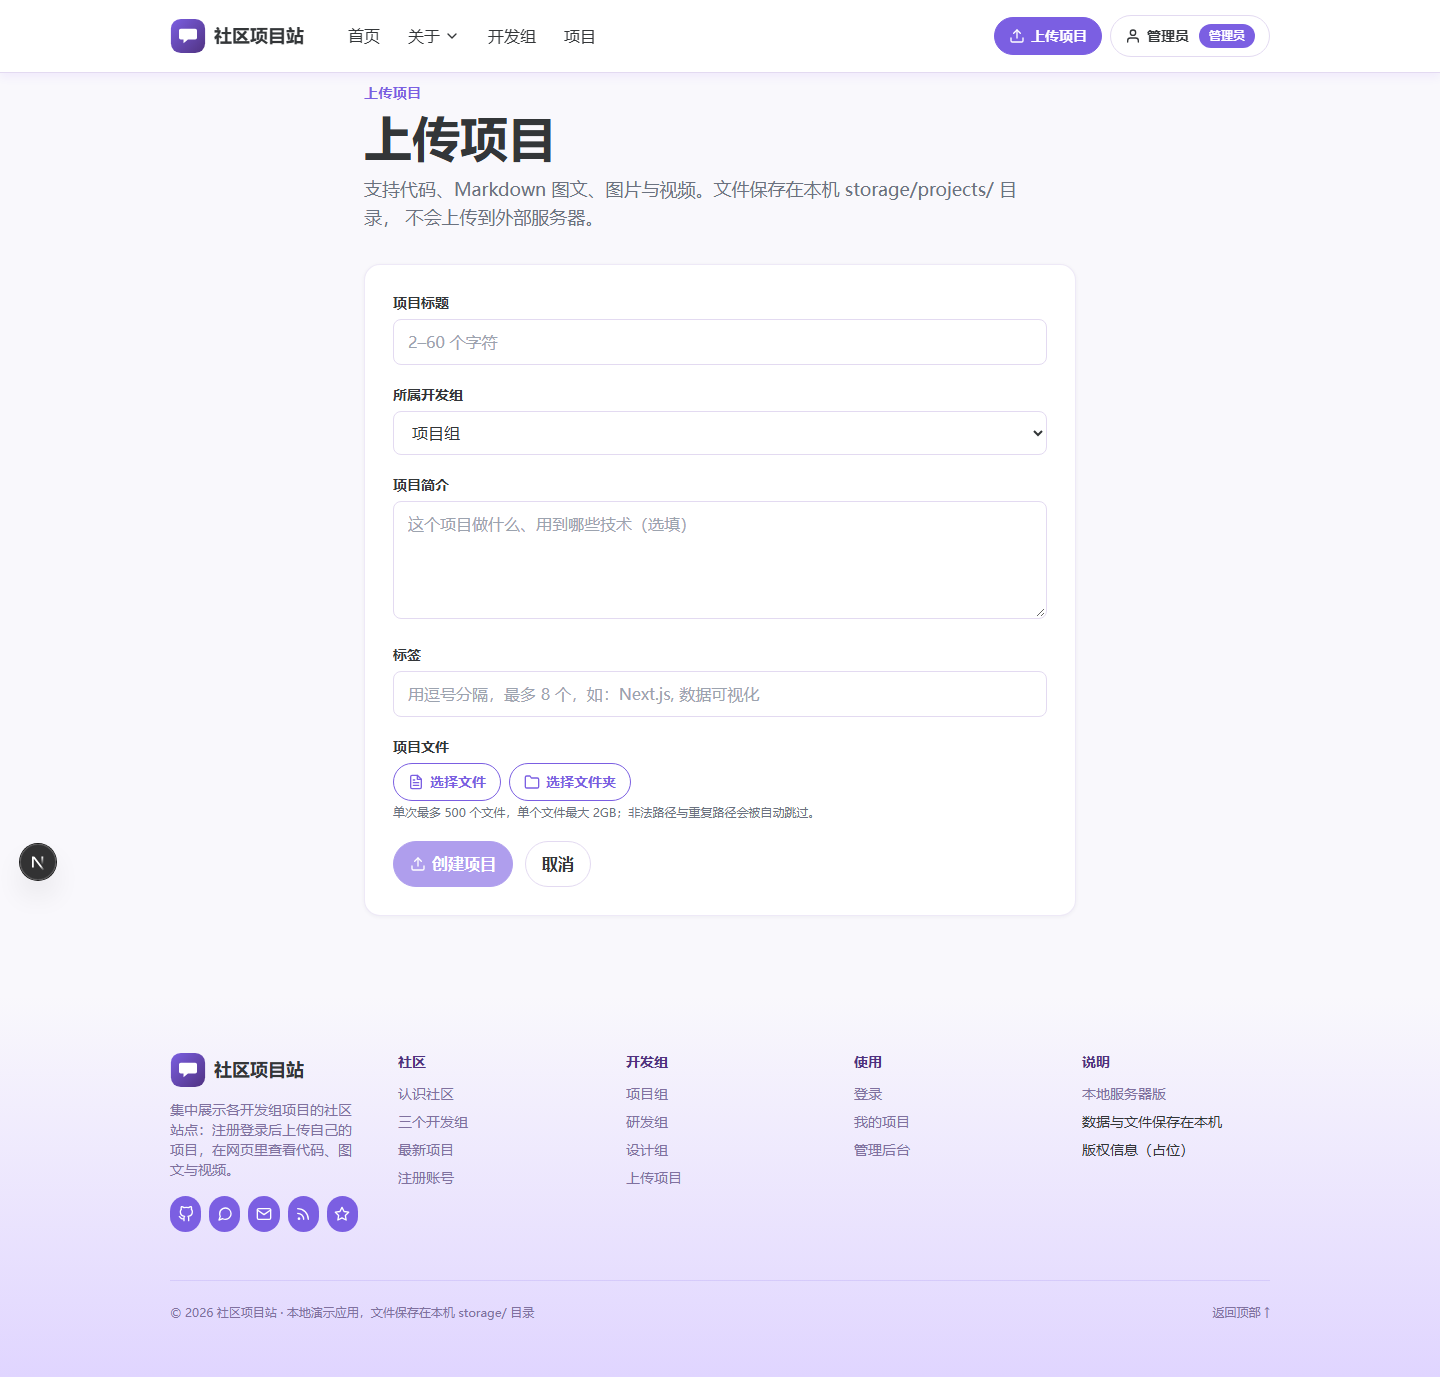 社区项目站
首页
关于
开发组
项目
上传项目
管理员
管理员
上传项目
上传项目
支持代码、Markdown 图文、图片与视频。文件保存在本机 storage/projects/ 目
录， 不会上传到外部服务器。
项目标题
2–60 个字符
所属开发组
项目组
项目简介
这个项目做什么、用到哪些技术（选填）
标签
用逗号分隔，最多 8 个，如：Next.js, 数据可视化
项目文件
选择文件
选择文件夹
单次最多 500 个文件，单个文件最大 2GB；非法路径与重复路径会被自动跳过。
创建项目
取消
N
社区项目站
集中展示各开发组项目的社区
站点：注册登录后上传自己的
项目，在网页里查看代码、图
文与视频。
社区
认识社区
三个开发组
最新项目
注册账号
开发组
项目组
研发组
设计组
上传项目
使用
登录
我的项目
管理后台
说明
本地服务器版
数据与文件保存在本机
版权信息（占位）
© 2026 社区项目站 · 本地演示应用，文件保存在本机 storage/ 目录
返回顶部 ↑